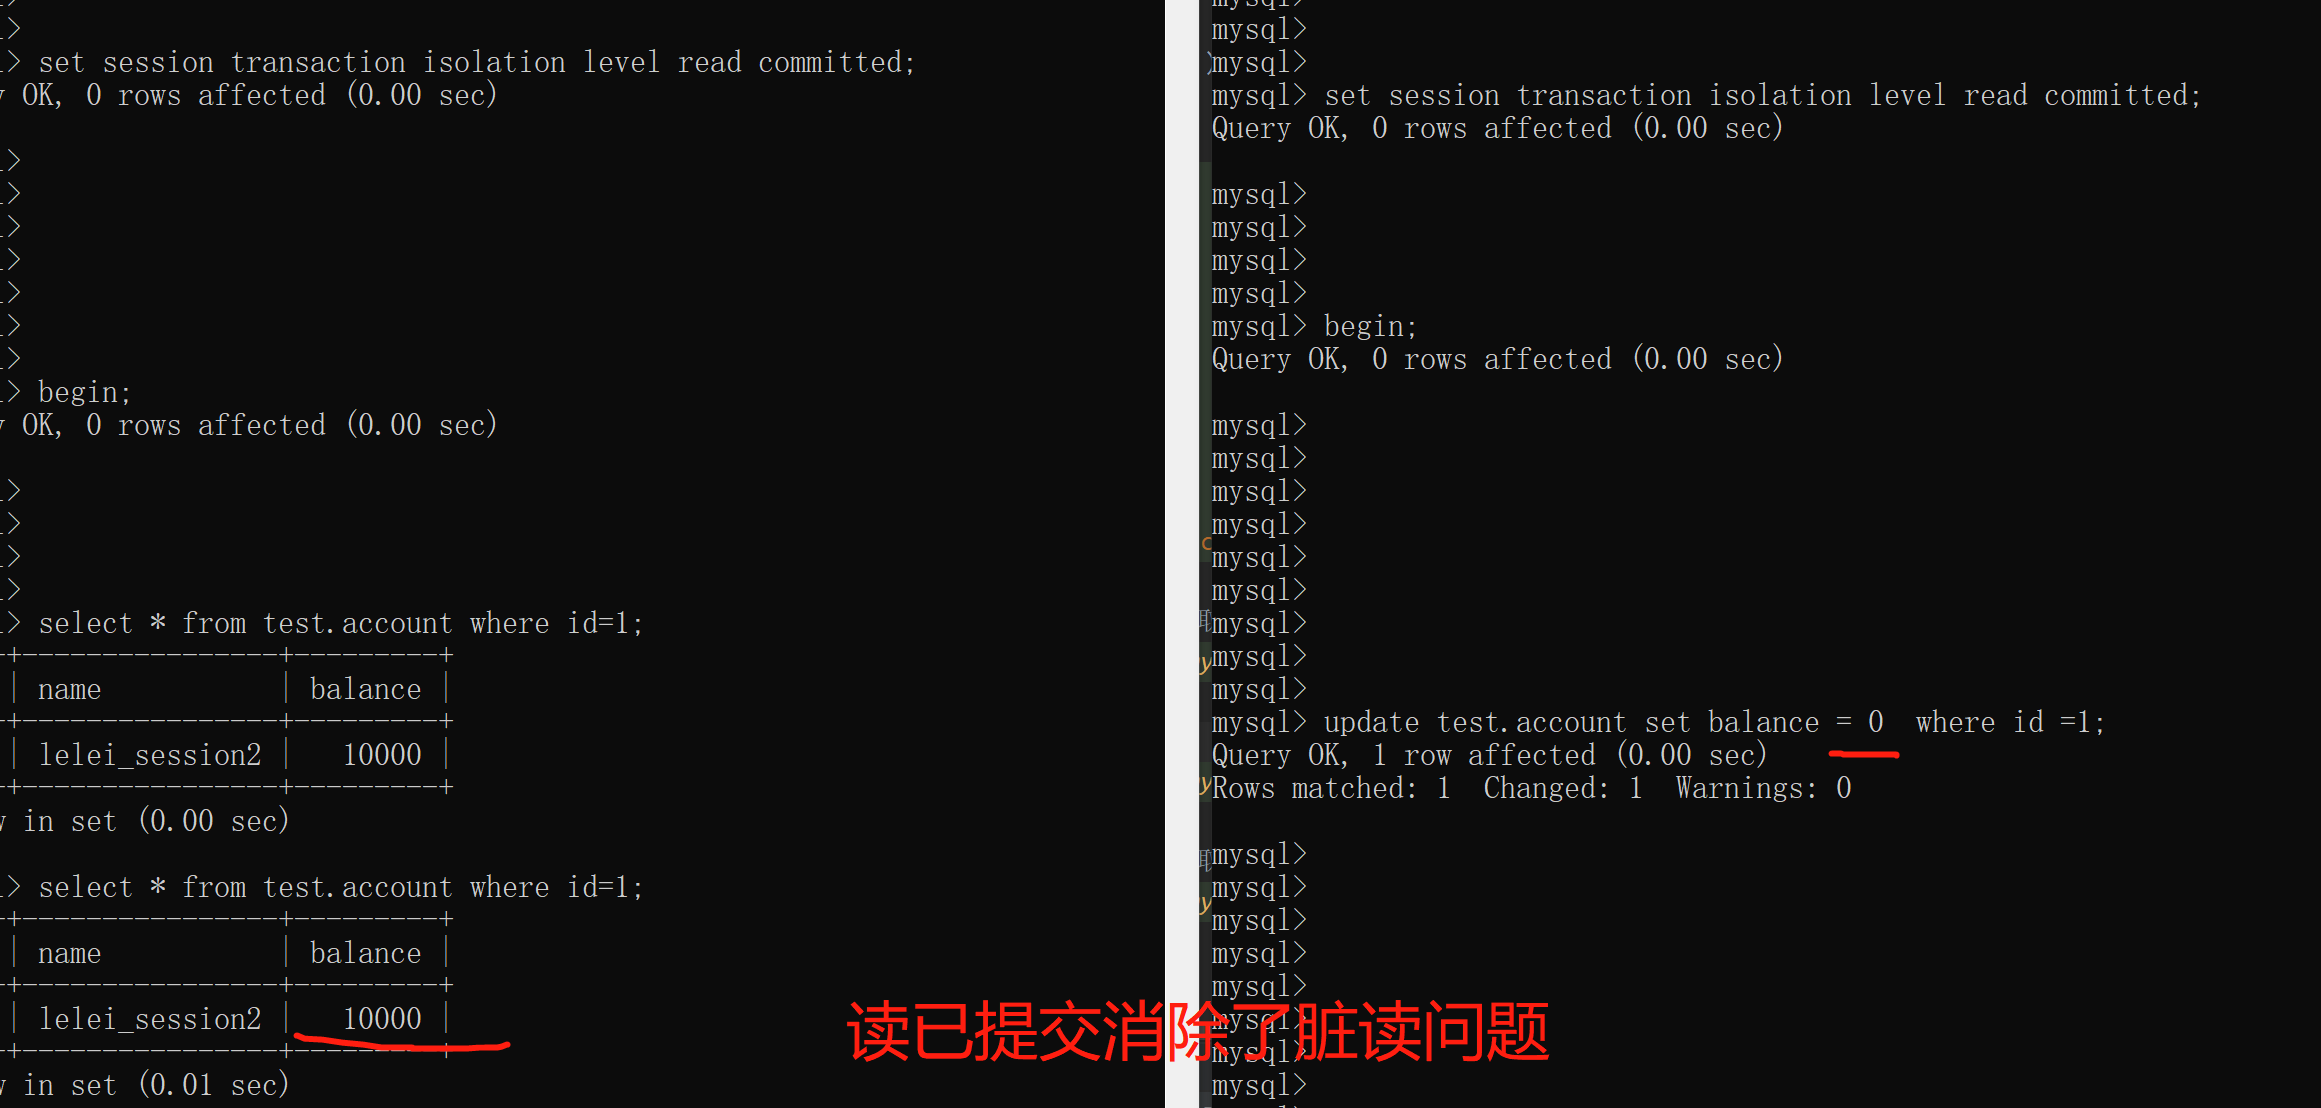 > set session transaction isolation level read committed;
OK, 0 rows affected (0.00 sec)
>
>
>
>
>
>
> begin;
OK, 0 rows affected (0.00 sec)
>
>
>
>
> select * from test.account where id=1;
-+----------------+---------+
| name           | balance |
-+----------------+---------+
| lelei_session2 |   10000 |
-+----------------+---------+
in set (0.00 sec)
> select * from test.account where id=1;
-+----------------+---------+
| name           | balance |
-+----------------+---------+
| lelei_session2 |   10000 |
-+----------------+---------+
in set (0.01 sec)
mysql>
mysql>
mysql>
mysql> set session transaction isolation level read committed;
Query OK, 0 rows affected (0.00 sec)
mysql>
mysql>
mysql>
mysql>
mysql> begin;
Query OK, 0 rows affected (0.00 sec)
mysql>
mysql>
mysql>
mysql>
mysql>
mysql>
mysql>
mysql>
mysql>
mysql> update test.account set balance = 0  where id =1;
Query OK, 1 row affected (0.00 sec)
Rows matched: 1  Changed: 1  Warnings: 0
mysql>
mysql>
mysql>
mysql>
mysql>
mysql>
mysql>
mysql>
读已提交消除了脏读问题